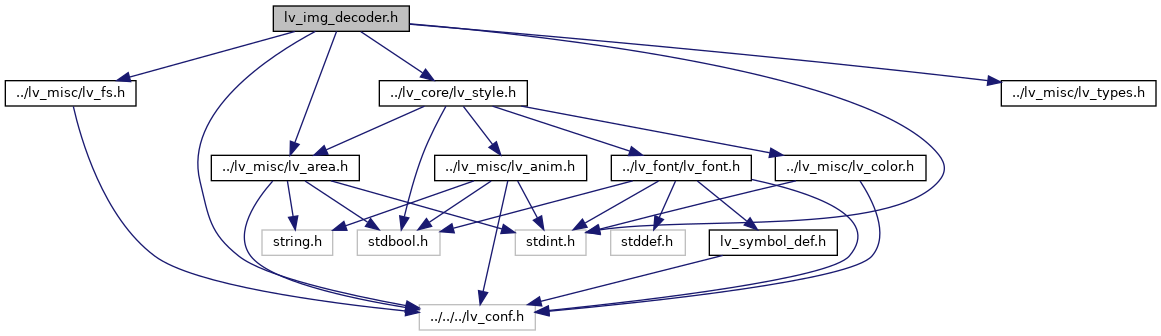 lv_img_decoder.h
../lv_misc/lv_fs.h
../lv_core/lv_style.h
../lv_misc/lv_types.h
../lv_misc/lv_area.h
../lv_misc/lv_anim.h
../lv_font/lv_font.h
../lv_misc/lv_color.h
string.h
stdbool.h
stdint.h
stddef.h
lv_symbol_def.h
../../../lv_conf.h